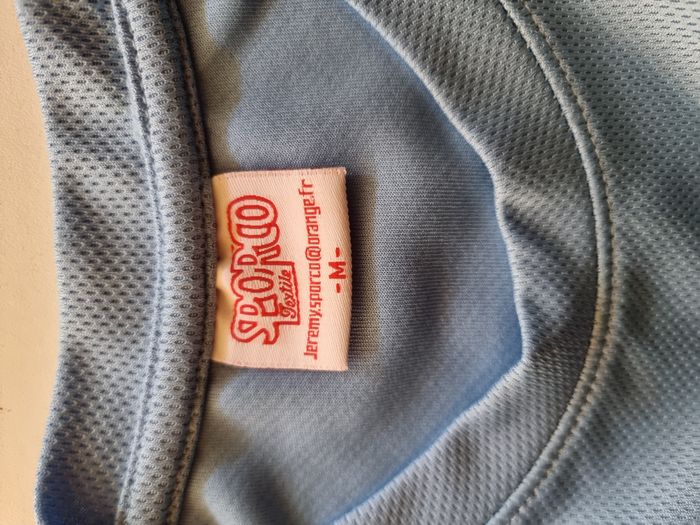 SPORCO
Textile
Jeremy.sporco@orange.fr
- M -